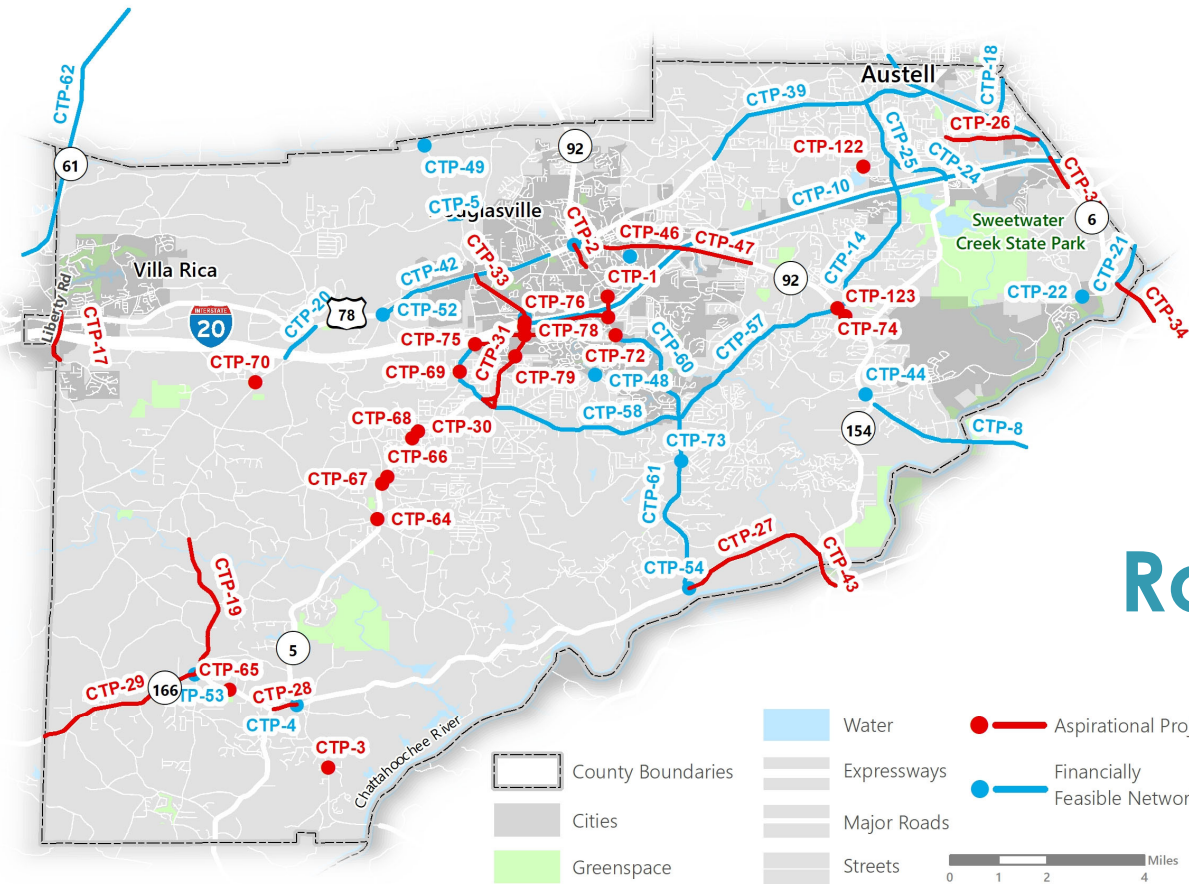 CTP-62
61
CTP-49
CTP-5
uglasville
92
Austell
CTP-39
CTP-18
CTP-26
CTP-122
CTP-25
CTP-24
CTP-10
CTP-3
6
Sweetwater
Creek State Park
CTP-21
CTP-22
CTP-34
Villa Rica
Liberty Rd
CTP-17
INTERSTATE
20
CTP-20
78
CTP-42
CTP-52
CTP-33
CTP-2
CTP-46
CTP-47
CTP-1
92
CTP-14
CTP-123
CTP-74
CTP-76
CTP-78
CTP-75
CTP-31
CTP-72
CTP-60
CTP-57
CTP-70
CTP-69
CTP-79
CTP-48
CTP-44
CTP-58
CTP-68
CTP-30
CTP-66
CTP-67
CTP-64
CTP-73
154
CTP-8
CTP-61
CTP-27
CTP-54
CTP-43
CTP-19
5
CTP-65
CTP-29
166
TP-53
CTP-28
CTP-4
CTP-3
Chattahoochee River
Ro
County Boundaries
Cities
Greenspace
Water
Expressways
Major Roads
Streets
Aspirational Proj
Financially
Feasible Networ
Miles
0 1 2 4